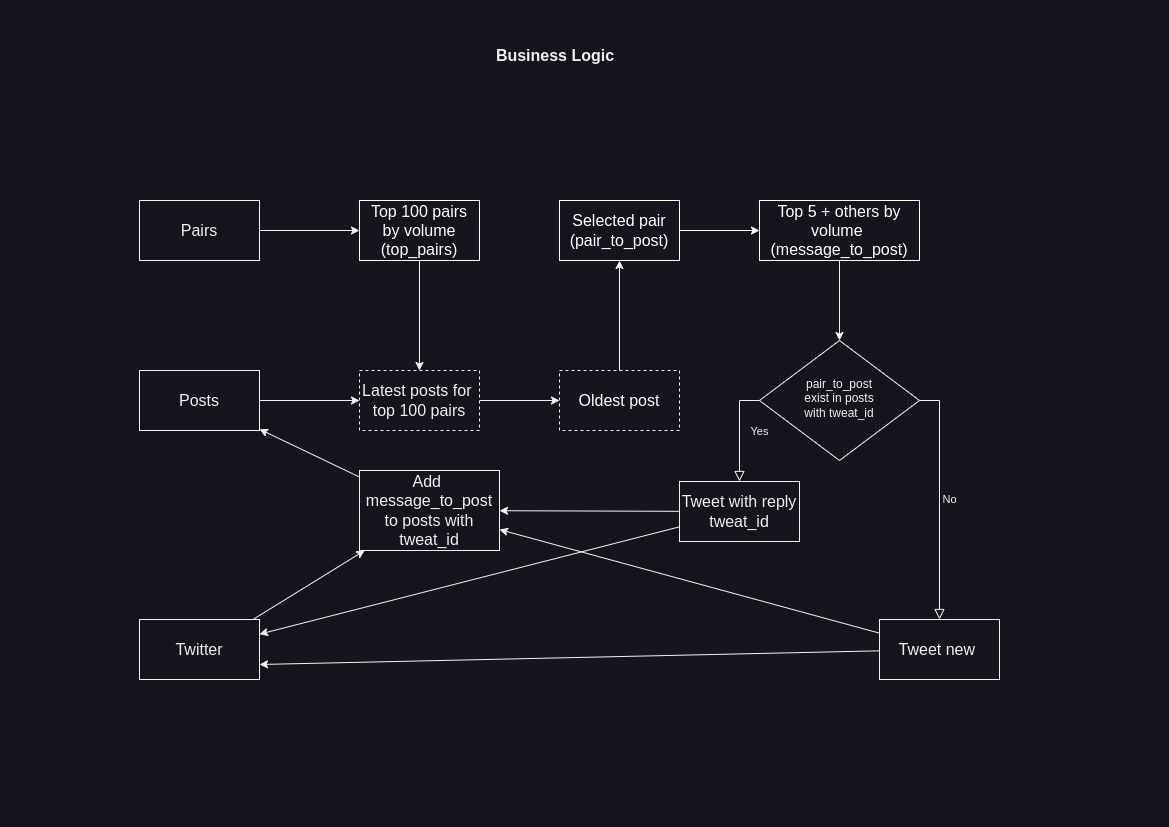 Business Logic
Pairs
Top 100 pairs
by volume
(top_pairs)
Selected pair
(pair_to_post)
Top 5 + others by
volume
(message_to_post)
Posts
Latest posts for
top 100 pairs
Oldest post
pair_to_post
exist in posts
with tweat_id
Yes
No
Add
message_to_post
to posts with
tweat_id
Tweet with reply
tweat_id
Twitter
Tweet new